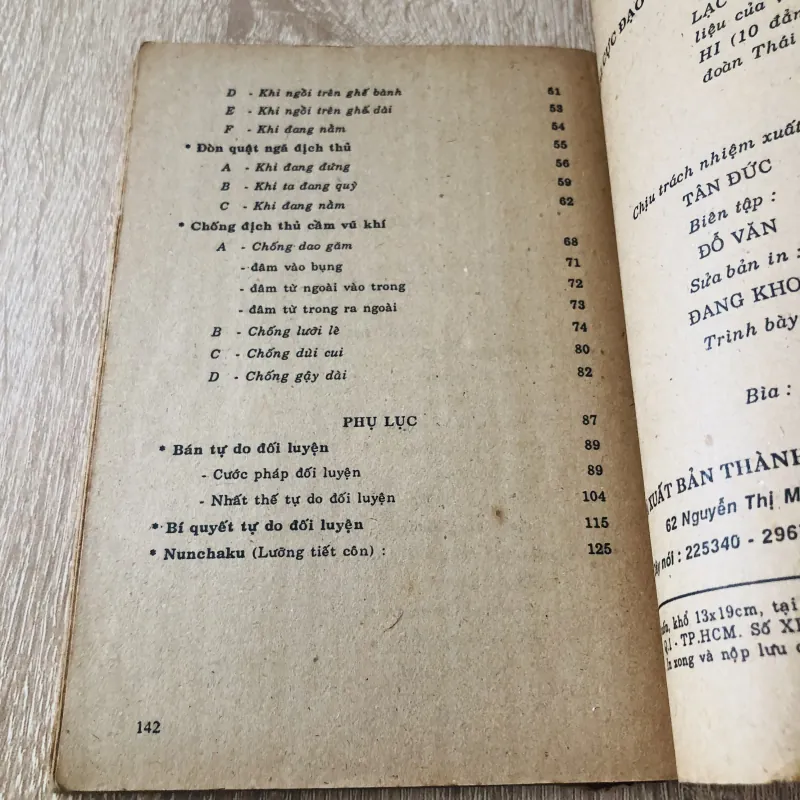 D - Khi ngồi trên ghế bành 61
E - Khi ngồi trên ghế dài 53
F - Khi đang nằm 54
* Đòn quật ngã địch thủ 55
A - Khi đang đứng 56
B - Khi ta đang quỳ 59
C - Khi đang nằm 62
* Chống địch thủ cầm vũ khí
A - Chống dao găm 68
- đâm vào bụng 71
- đâm từ ngoài vào trong 72
- đâm từ trong ra ngoài 73
B - Chống lưỡi lê 74
C - Chống dùi cui 80
D - Chống gậy dài 82
PHỤ LỤC 87
* Bán tự do đối luyện 89
- Cước pháp đối luyện 89
- Nhất thế tự do đối luyện 104
* Bí quyết tự do đối luyện 115
* Nunchaku (Lưỡng tiết côn) : 125
142
CỤC ĐẠO
LẠC
liệu của
HI (10 đẳn
đoàn Thái
Chịu trách nhiệm xuất
TÂN ĐỨC
Biên tập :
ĐỖ VĂN
Sửa bản in :
ĐANG KHO
Trình bày
Bìa :
XUẤT BẢN THÀNH
62 Nguyễn Thị M
nói : 225340 - 296
khổ 13x19cm, tại
Q.1 - TP.HCM. Số X
xong và nộp lưu c